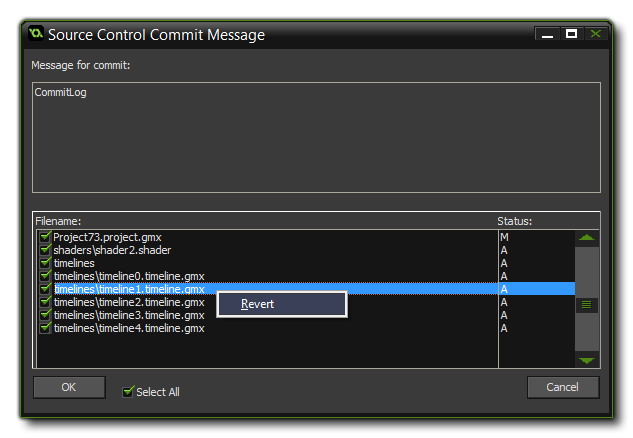 Source Control Commit Message
Message for commit:
CommitLog
Filename: Status:
Project73.project.gmx M
shaders\shader2.shader A
timelines A
timelines\timeline0.timeline.gmx A
timelines\timeline1.timeline.gmx A
timelines\timeline2.timeline.gmx A
timelines\timeline3.timeline.gmx A
timelines\timeline4.timeline.gmx A
Revert
OK Select All Cancel